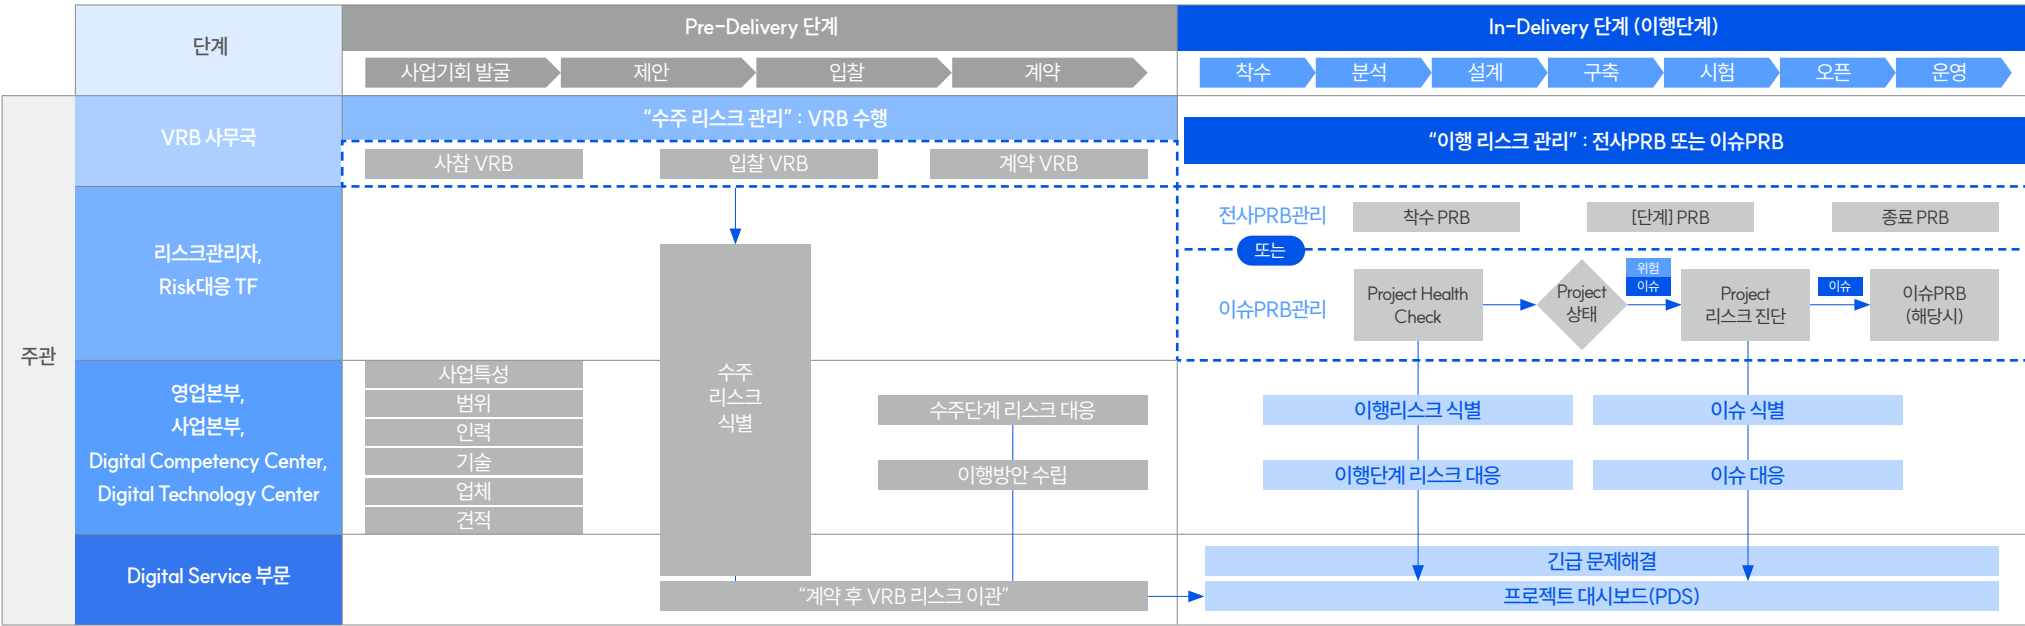 단계
Pre-Delivery 단계
In-Delivery 단계 (이행단계)
사업기회 발굴
제안
입찰
계약
착수
분석
설계
구축
시험
오픈
운영
주관
VRB 사무국
“수주 리스크 관리” : VRB 수행
“이행 리스크 관리” : 전사PRB 또는 이슈PRB
사참 VRB
입찰 VRB
계약 VRB
리스크관리자,
Risk대응 TF
전사PRB관리
착수 PRB
[단계] PRB
종료 PRB
또는
이슈PRB관리
Project Health
Check
Project
상태
위험
이슈
Project
리스크 진단
이슈
이슈PRB
(해당시)
영업본부,
사업본부,
Digital Competency Center,
Digital Technology Center
사업특성
범위
인력
기술
업체
견적
수주
리스크
식별
수주단계 리스크 대응
이행방안 수립
이행리스크 식별
이슈 식별
이행단계 리스크 대응
이슈 대응
Digital Service 부문
“계약 후 VRB 리스크 이관”
긴급 문제해결
프로젝트 대시보드(PDS)